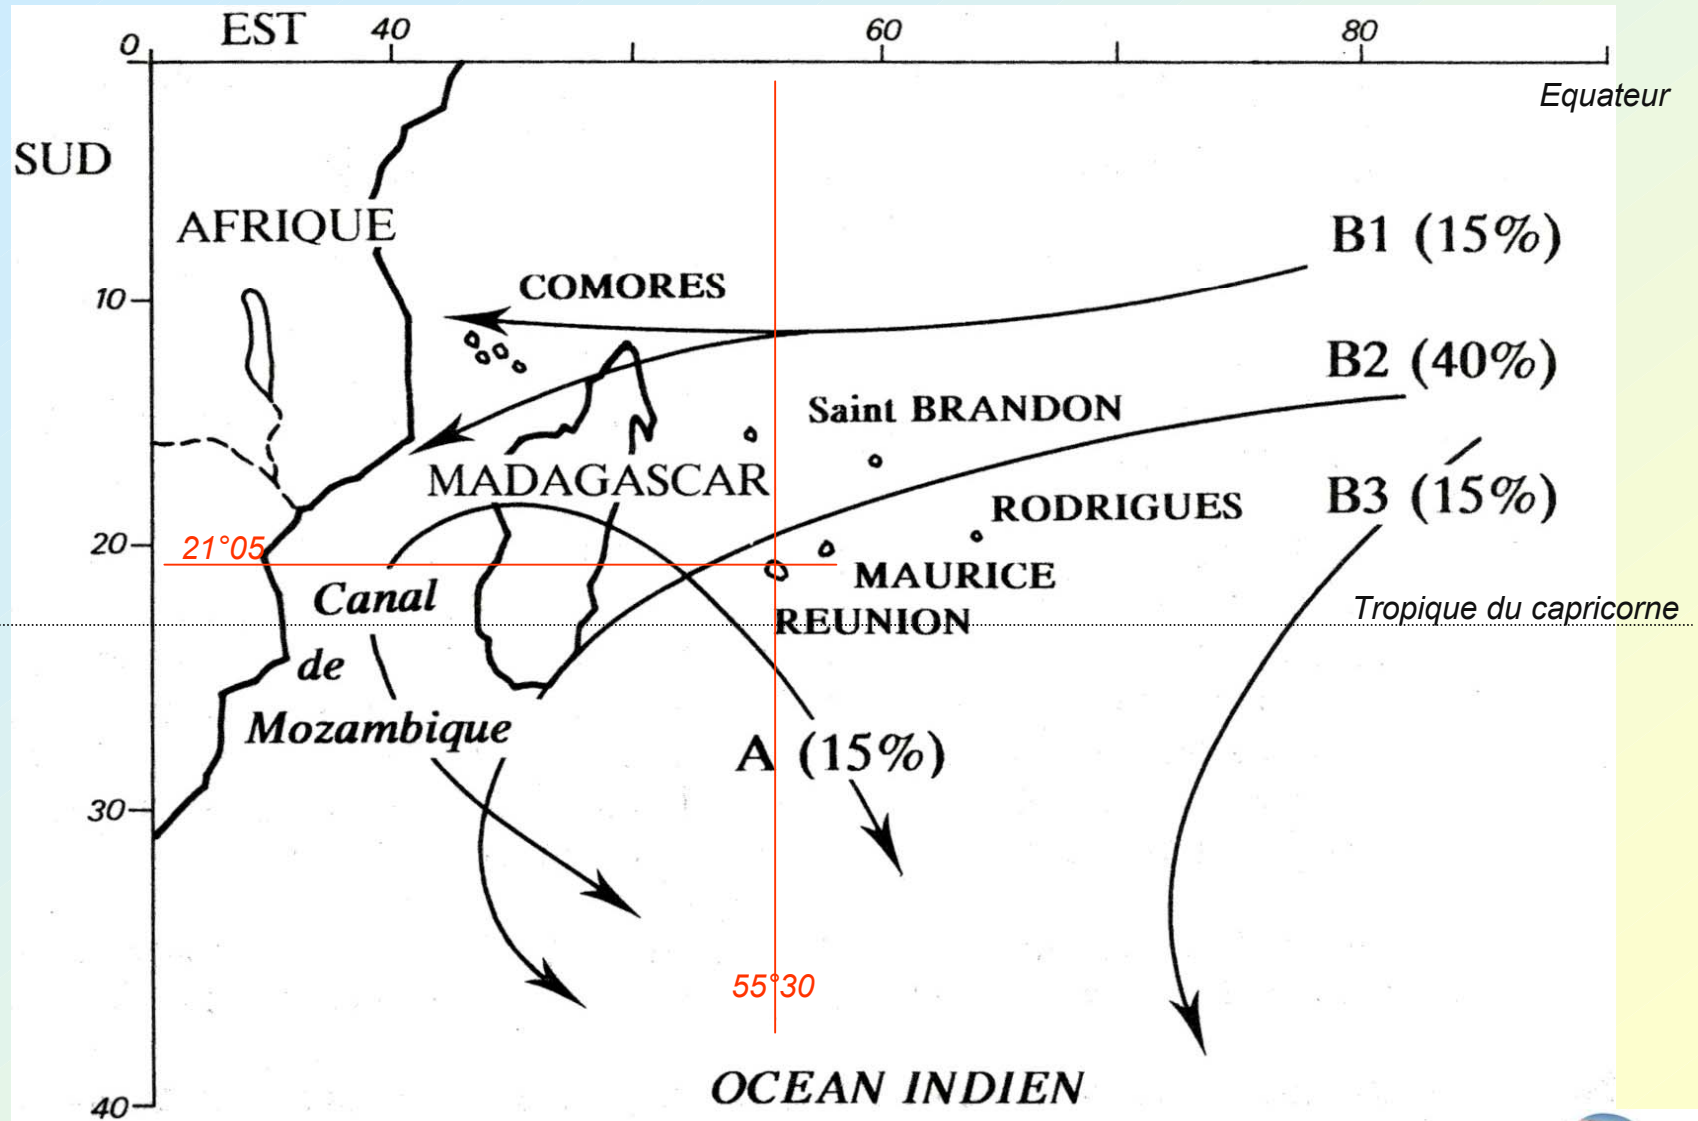 EST 40 60 80
0
Equateur
SUD
AFRIQUE
B1 (15%)
COMORES
10
B2 (40%)
Saint BRANDON
MADAGASCAR
B3 (15%)
RODRIGUES
20
21°05
MAURICE
Canal
Tropique du capricorne
REUNION
de
Mozambique
A (15%)
30
55°30
OCEAN INDIEN
40